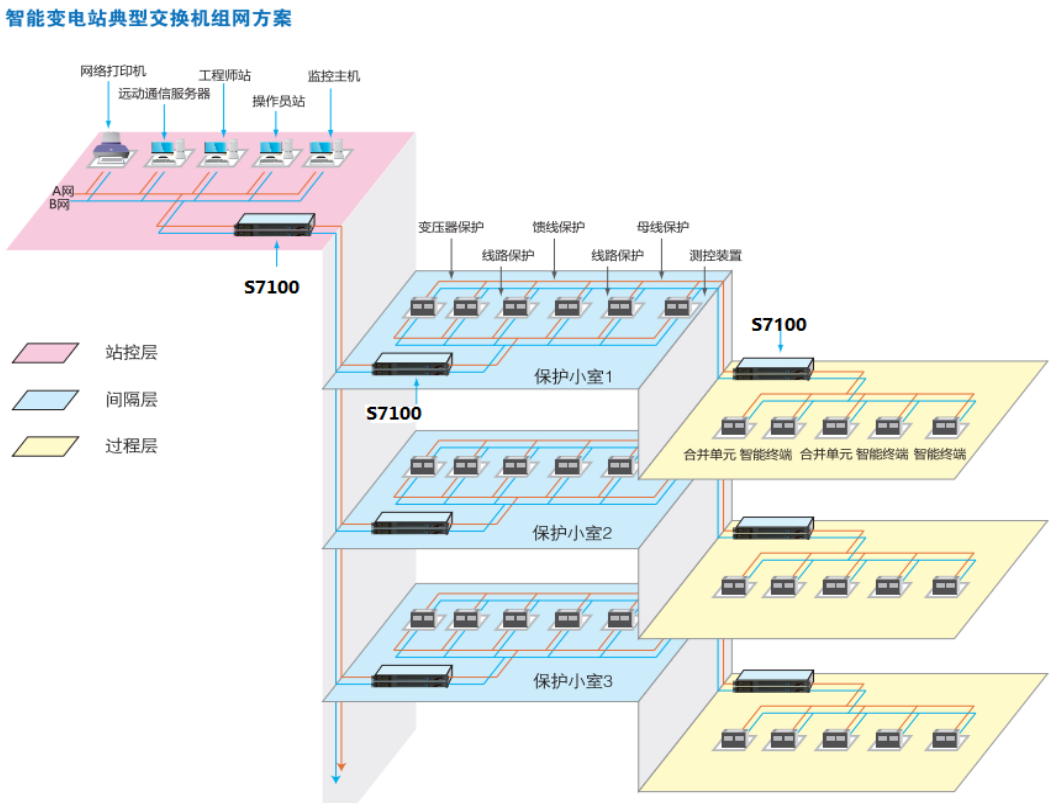 智能变电站典型交换机组网方案
网络打印机
远动通信服务器
工程师站
操作员站
监控主机
A网
B网
S7100
变压器保护
线路保护
馈线保护
线路保护
母线保护
测控装置
S7100
站控层
间隔层
过程层
保护小室1
S7100
合并单元 智能终端 合并单元 智能终端 智能终端
保护小室2
保护小室3